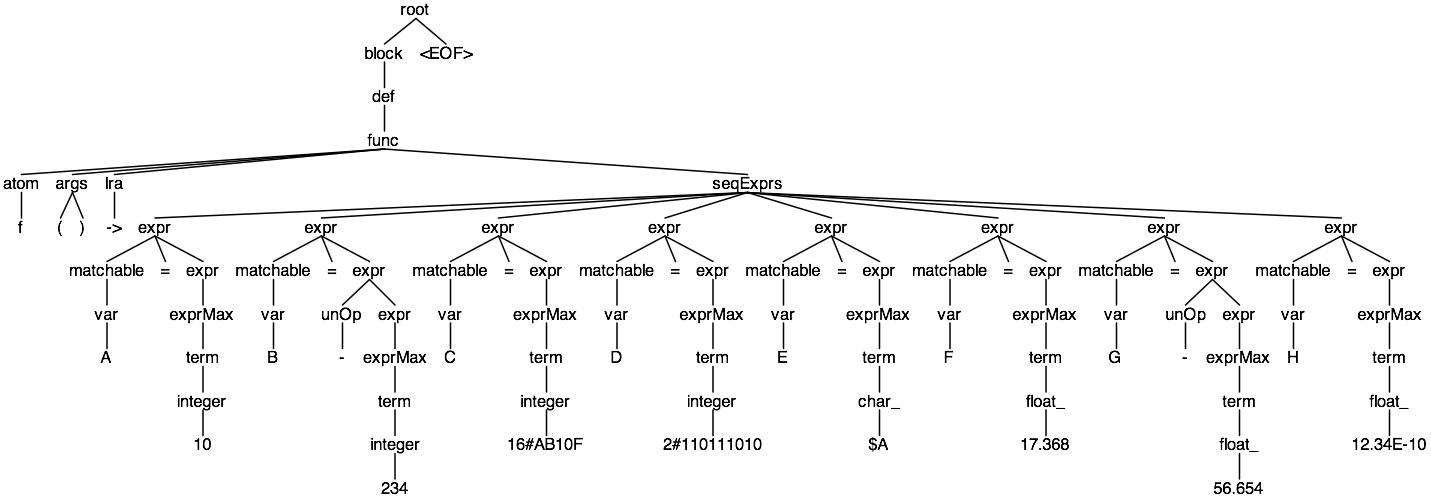 root
block <EOF>
def
func
atom args lra seqExprs
f ( ) -> expr expr expr expr expr expr expr expr
matchable = expr matchable = expr matchable = expr matchable = expr matchable = expr matchable = expr matchable = expr matchable = expr
var exprMax var unOp expr var exprMax var exprMax var exprMax var exprMax var unOp expr var exprMax
A term B - exprMax C term D term E term F term G - exprMax H term
integer term integer integer char_ float_ term float_
10 integer 16#AB10F 2#110111010 $A 17.368 float_ 12.34E-10
234 56.654